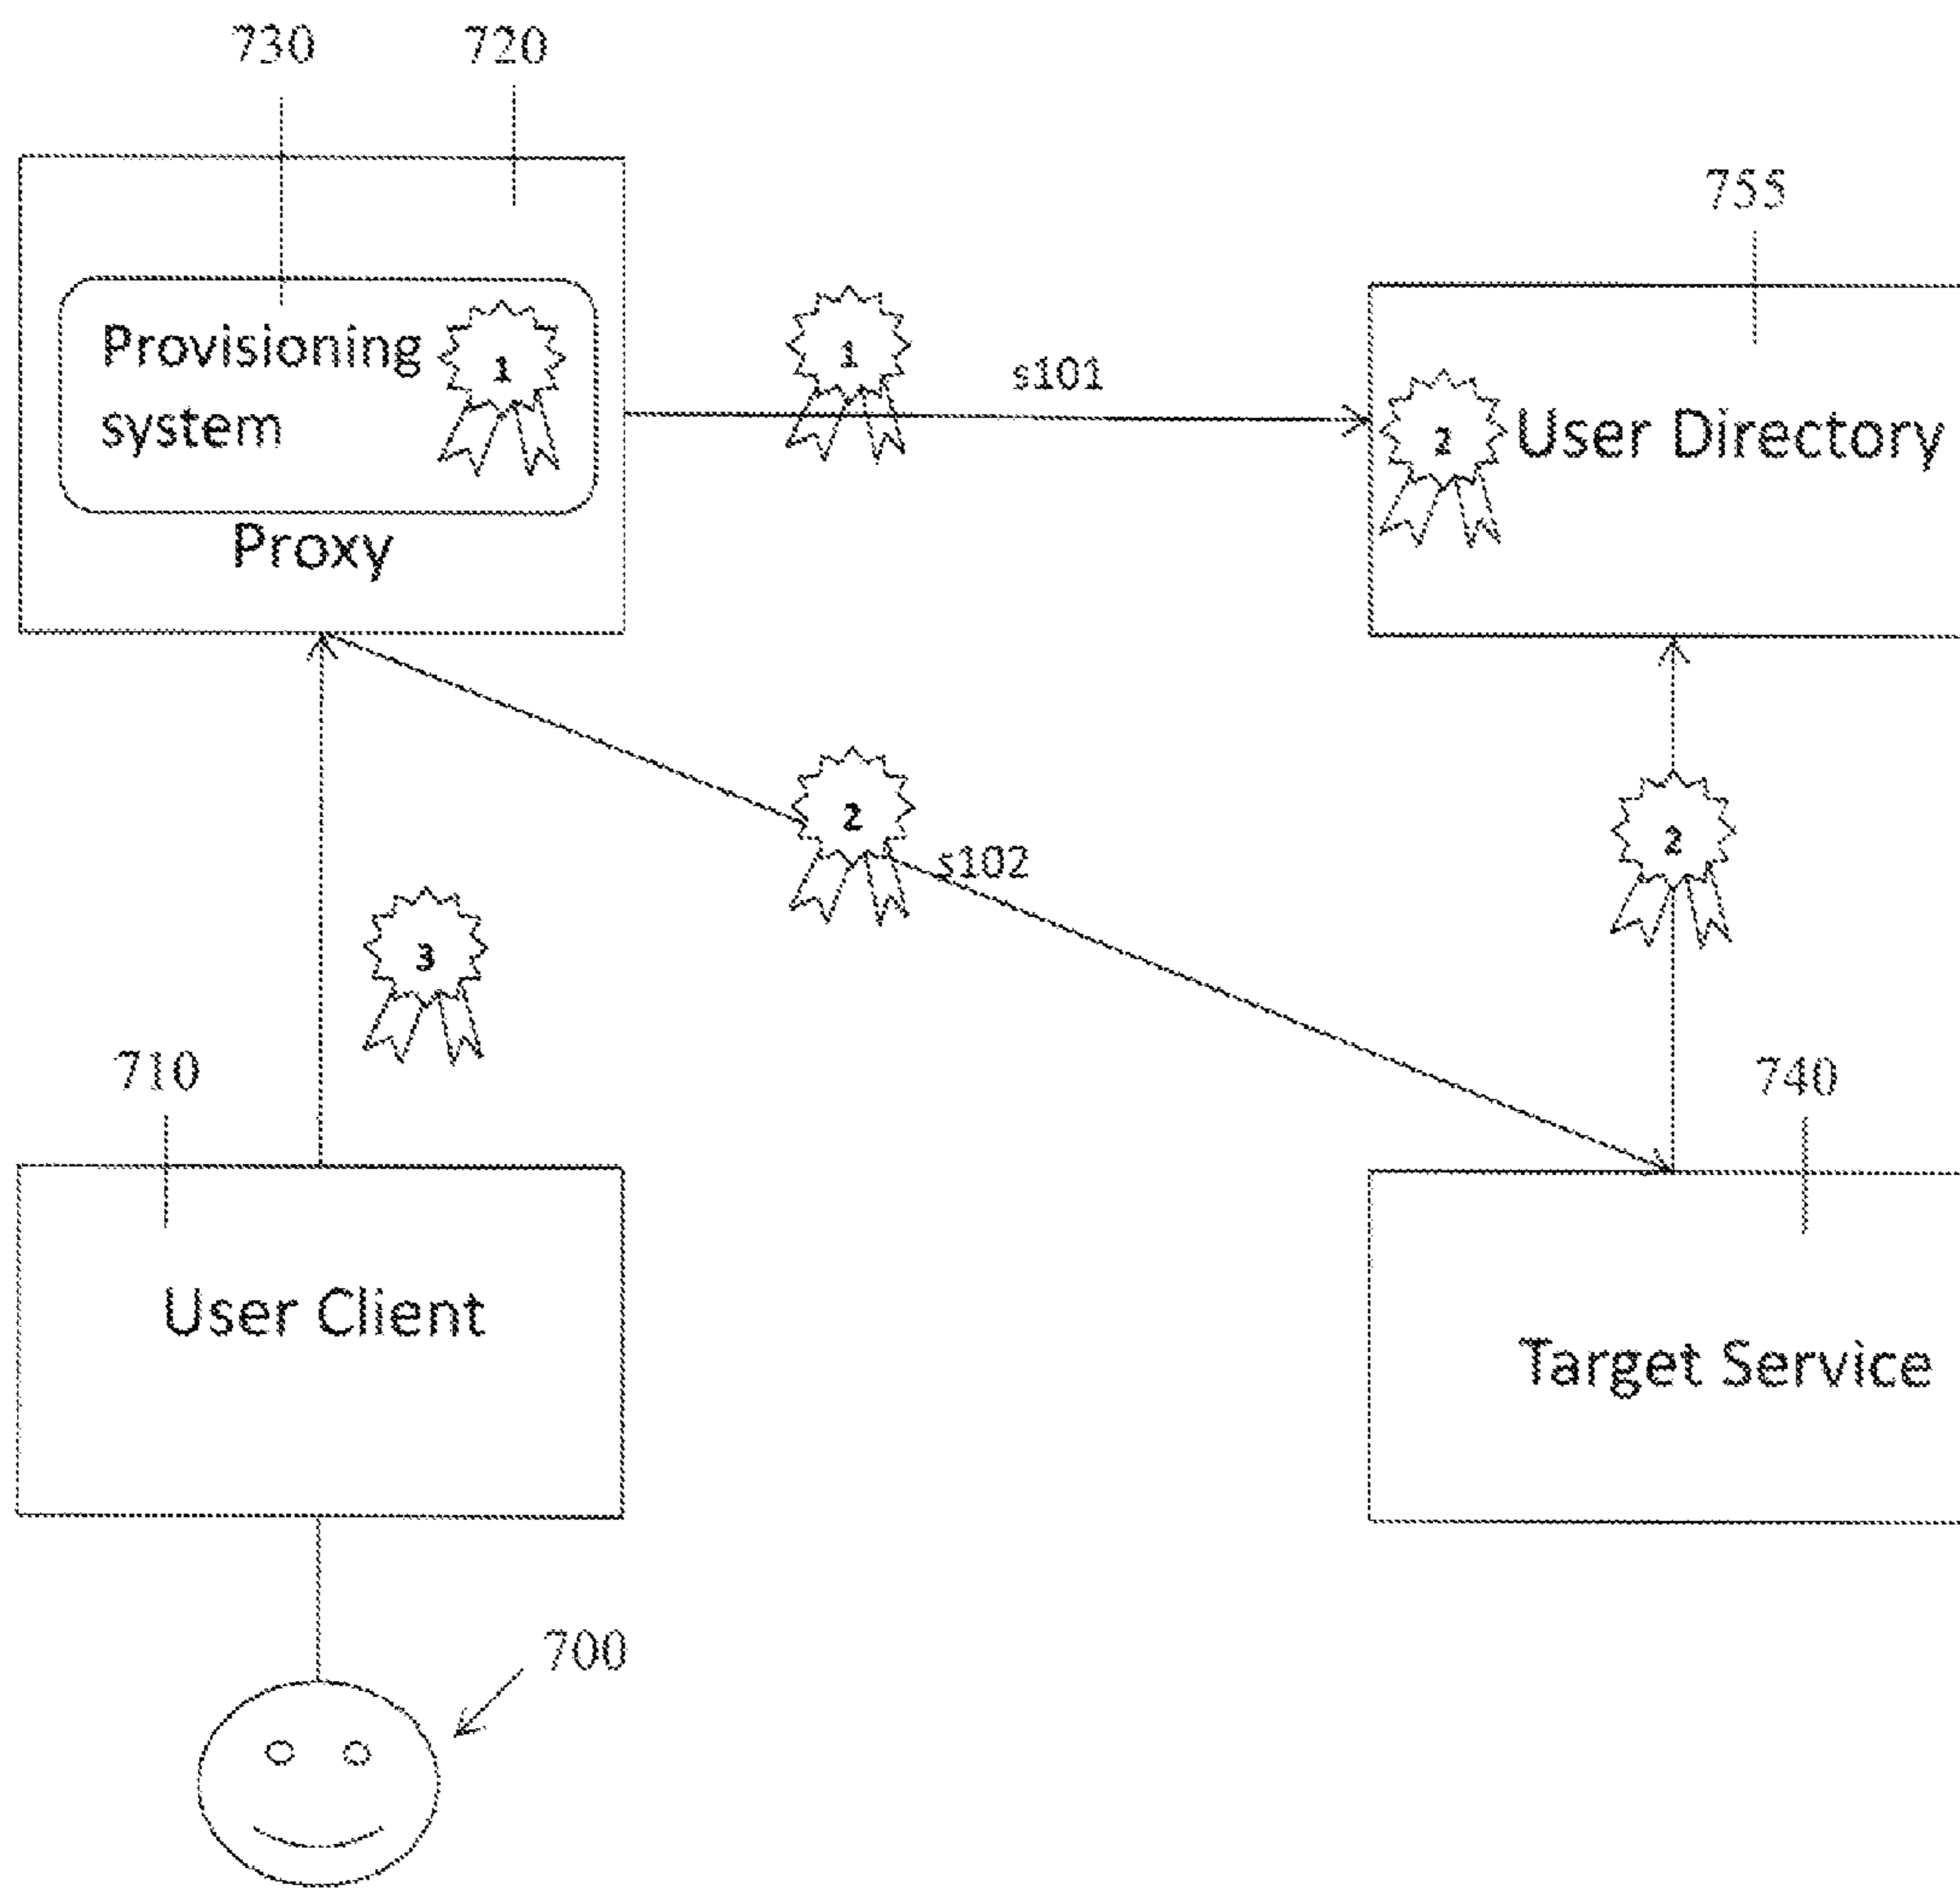 730
720
755
Provisioning
system
1
1
s101
2
User Directory
Proxy
2
s102
2
3
710
740
User Client
Target Service
700